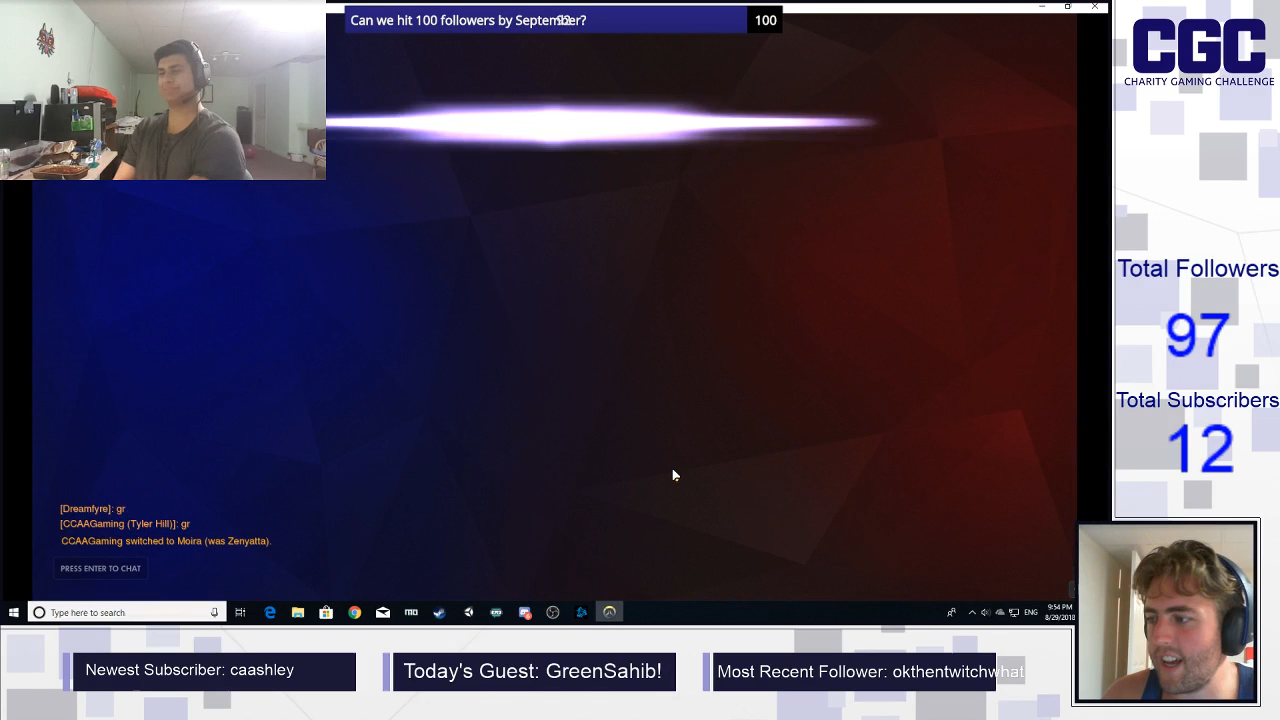 Can we hit 100 followers by September?
100
CGC
CHARITY GAMING CHALLENGE
Total Followers
97
Total Subscribers
12
[Dreamfyre]: gr
[CCAAGaming (Tyler Hill)]: gr
CCAAGaming switched to Moira (was Zenyatta).
PRESS ENTER TO CHAT
Type here to search
ENG
9:54 PM
8/29/2018
Newest Subscriber: caashley
Today's Guest: GreenSahib!
Most Recent Follower: okthentwitchwhat